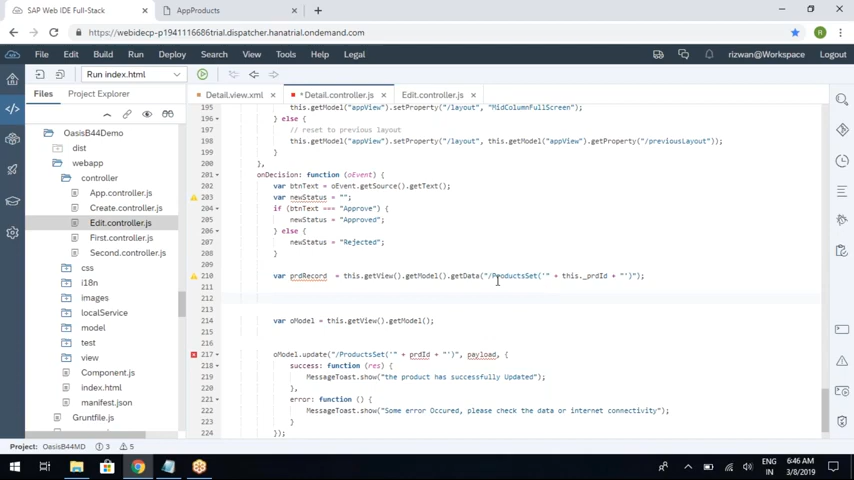 SAP Web IDE Full-Stack
AppProducts
https://webidecp-p1941116686trial.dispatcher.hanatrial.ondemand.com
File Edit Build Run Deploy Search View Tools Help Legal
rizwan@Workspace Logout
Run index.html
Detail.view.xml
* Detail.controller.js
Edit.controller.js
Files
Project Explorer
OasisB44Demo
dist
webapp
controller
App.controller.js
Create.controller.js
Edit.controller.js
First.controller.js
Second.controller.js
css
i18n
images
localService
model
test
view
Component.js
index.html
manifest.json
Gruntfile.js
195 this.getModel("appView").setProperty("/layout", "MidColumnFullScreen");
196 } else {
197 // reset to previous layout
198 this.getModel("appView").setProperty("/layout", this.getModel("appView").getProperty("/previousLayout"));
199 }
200 },
201 onDecision: function (oEvent) {
202 var btnText = oEvent.getSource().getText();
203 var newStatus = "";
204 if (btnText === "Approve") {
205 newStatus = "Approved";
206 } else {
207 newStatus = "Rejected";
208 }
209
210 var prdRecord = this.getView().getModel().getData("/ProductsSet('" + this._prdId + "')");
211
212
213
214 var oModel = this.getView().getModel();
217 oModel.update("/ProductsSet('" + prdId + "')", payload, {
218 success: function (res) {
219 MessageToast.show("the product has successfully Updated");
220 },
221 error: function () {
222 MessageToast.show("Some error Occured, please check the data or internet connectivity");
223 }
224 });
Project: OasisB44MD 3 5
ENG
IN
6:46 AM
3/8/2019